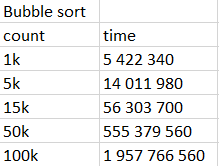 Bubble sort
count time
1k 5 422 340
5k 14 011 980
15k 56 303 700
50k 555 379 560
100k 1 957 766 560